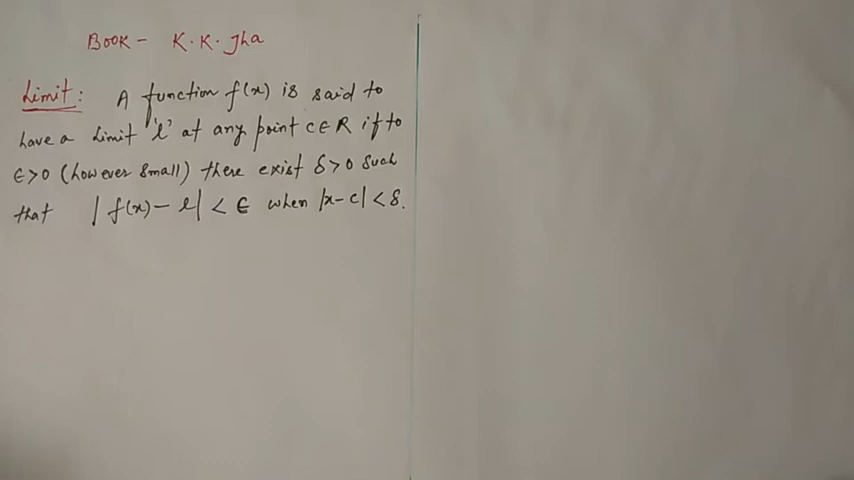 Book - K.K. Jha
Limit: A function f(x) is said to
have a limit 'l' at any point c∈R if to
∈>0 (however small) there exist δ>0 such
that |f(x) - l| < ∈ when |x-c| < δ.